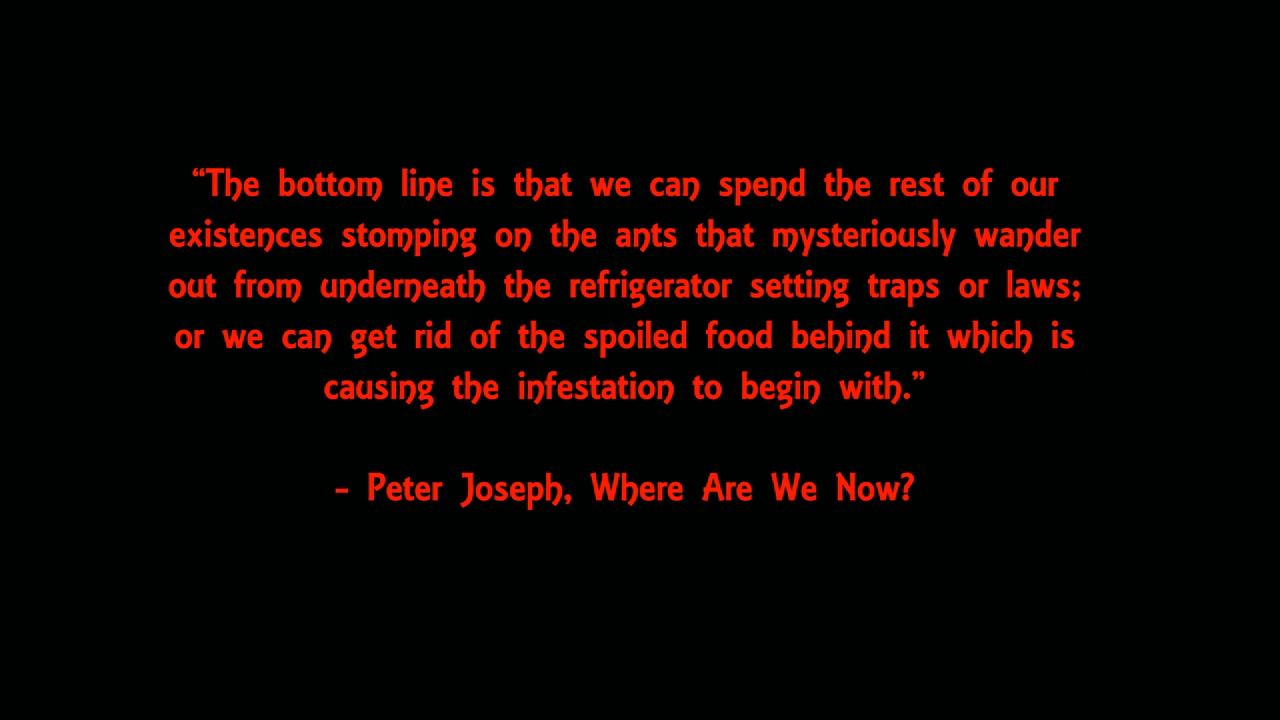 “The bottom line is that we can spend the rest of our
existences stomping on the ants that mysteriously wander
out from underneath the refrigerator setting traps or laws;
or we can get rid of the spoiled food behind it which is
causing the infestation to begin with.”
- Peter Joseph, Where Are We Now?